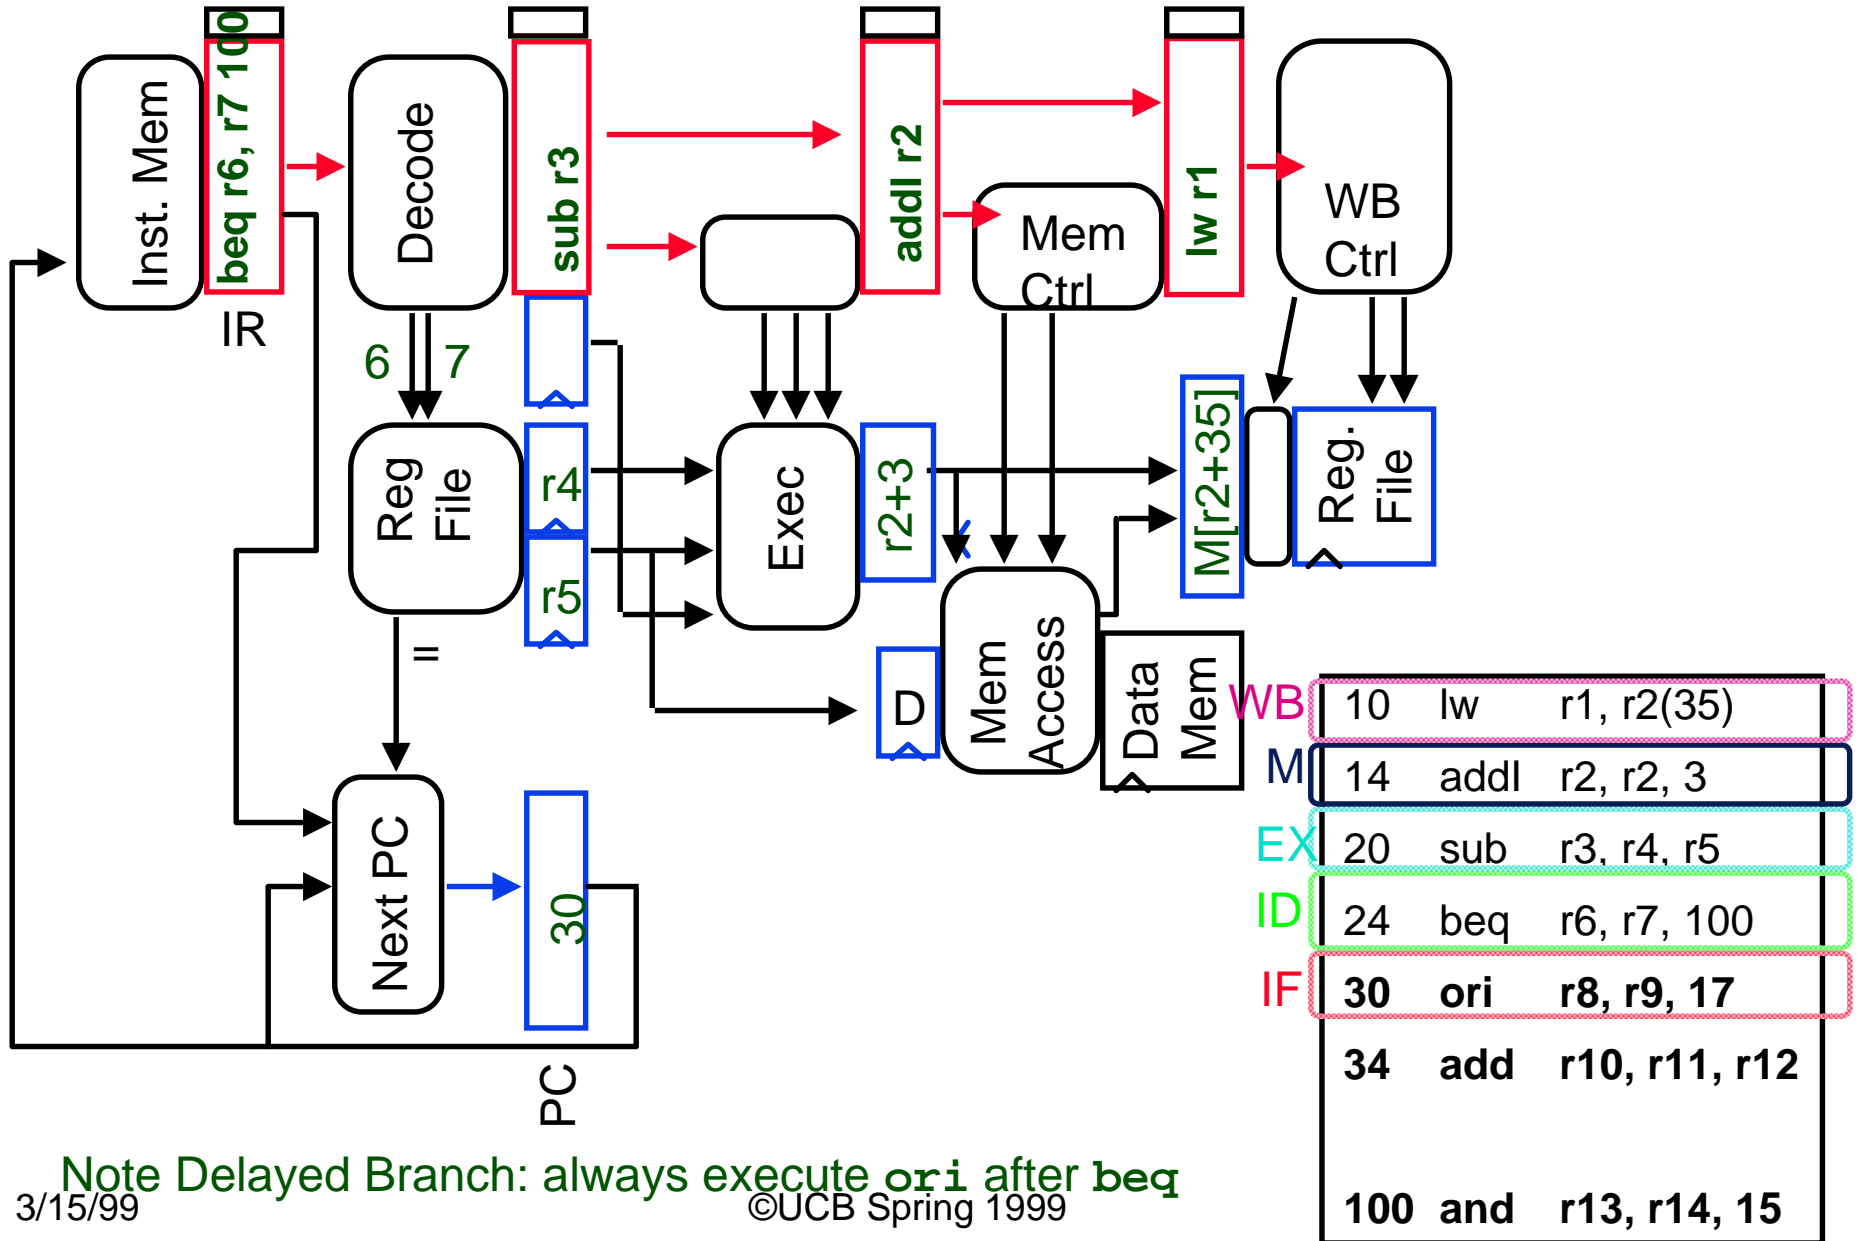 Inst. Mem
beq r6, r7 100
IR
Decode
sub r3
addI r2
Mem
Ctrl
lw r1
WB
Ctrl
6 7
Reg
File
r4
r5
Exec
r2+3
M[r2+35]
Reg.
File
=
D
Mem
Access
Data
Mem
Next PC
30
PC
WB 10 lw r1, r2(35)
M 14 addI r2, r2, 3
EX 20 sub r3, r4, r5
ID 24 beq r6, r7, 100
IF 30 ori r8, r9, 17
34 add r10, r11, r12
100 and r13, r14, 15
Note Delayed Branch: always execute ori after beq
3/15/99
©UCB Spring 1999